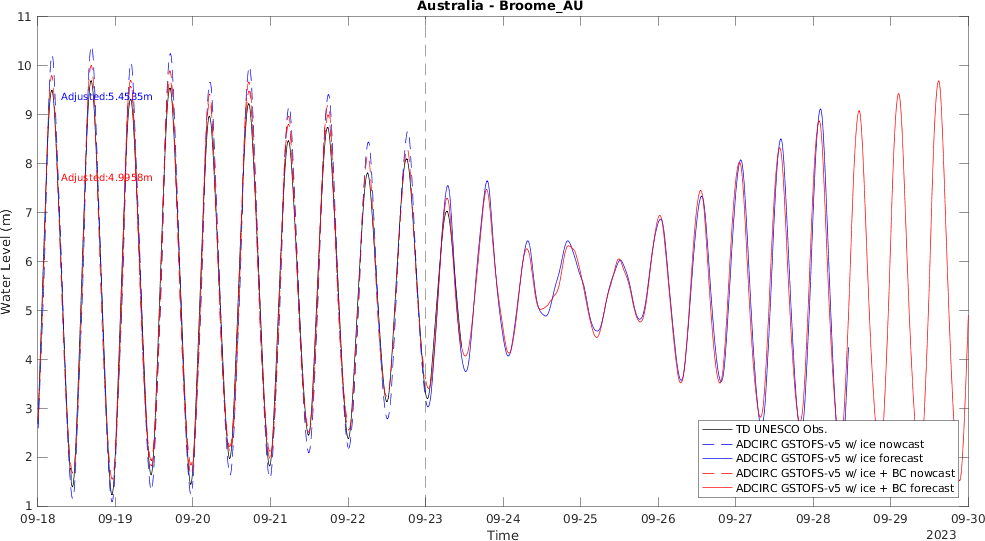 Australia - Broome_AU
11
10
9
8
7
6
5
4
3
2
1
Water Level (m)
Adjusted:5.4535m
Adjusted:4.9958m
TD UNESCO Obs.
ADCIRC GSTOFS-v5 w/ ice nowcast
ADCIRC GSTOFS-v5 w/ ice forecast
ADCIRC GSTOFS-v5 w/ ice + BC nowcast
ADCIRC GSTOFS-v5 w/ ice + BC forecast
09-18 09-19 09-20 09-21 09-22 09-23 09-24 09-25 09-26 09-27 09-28 09-29 09-30
Time
2023